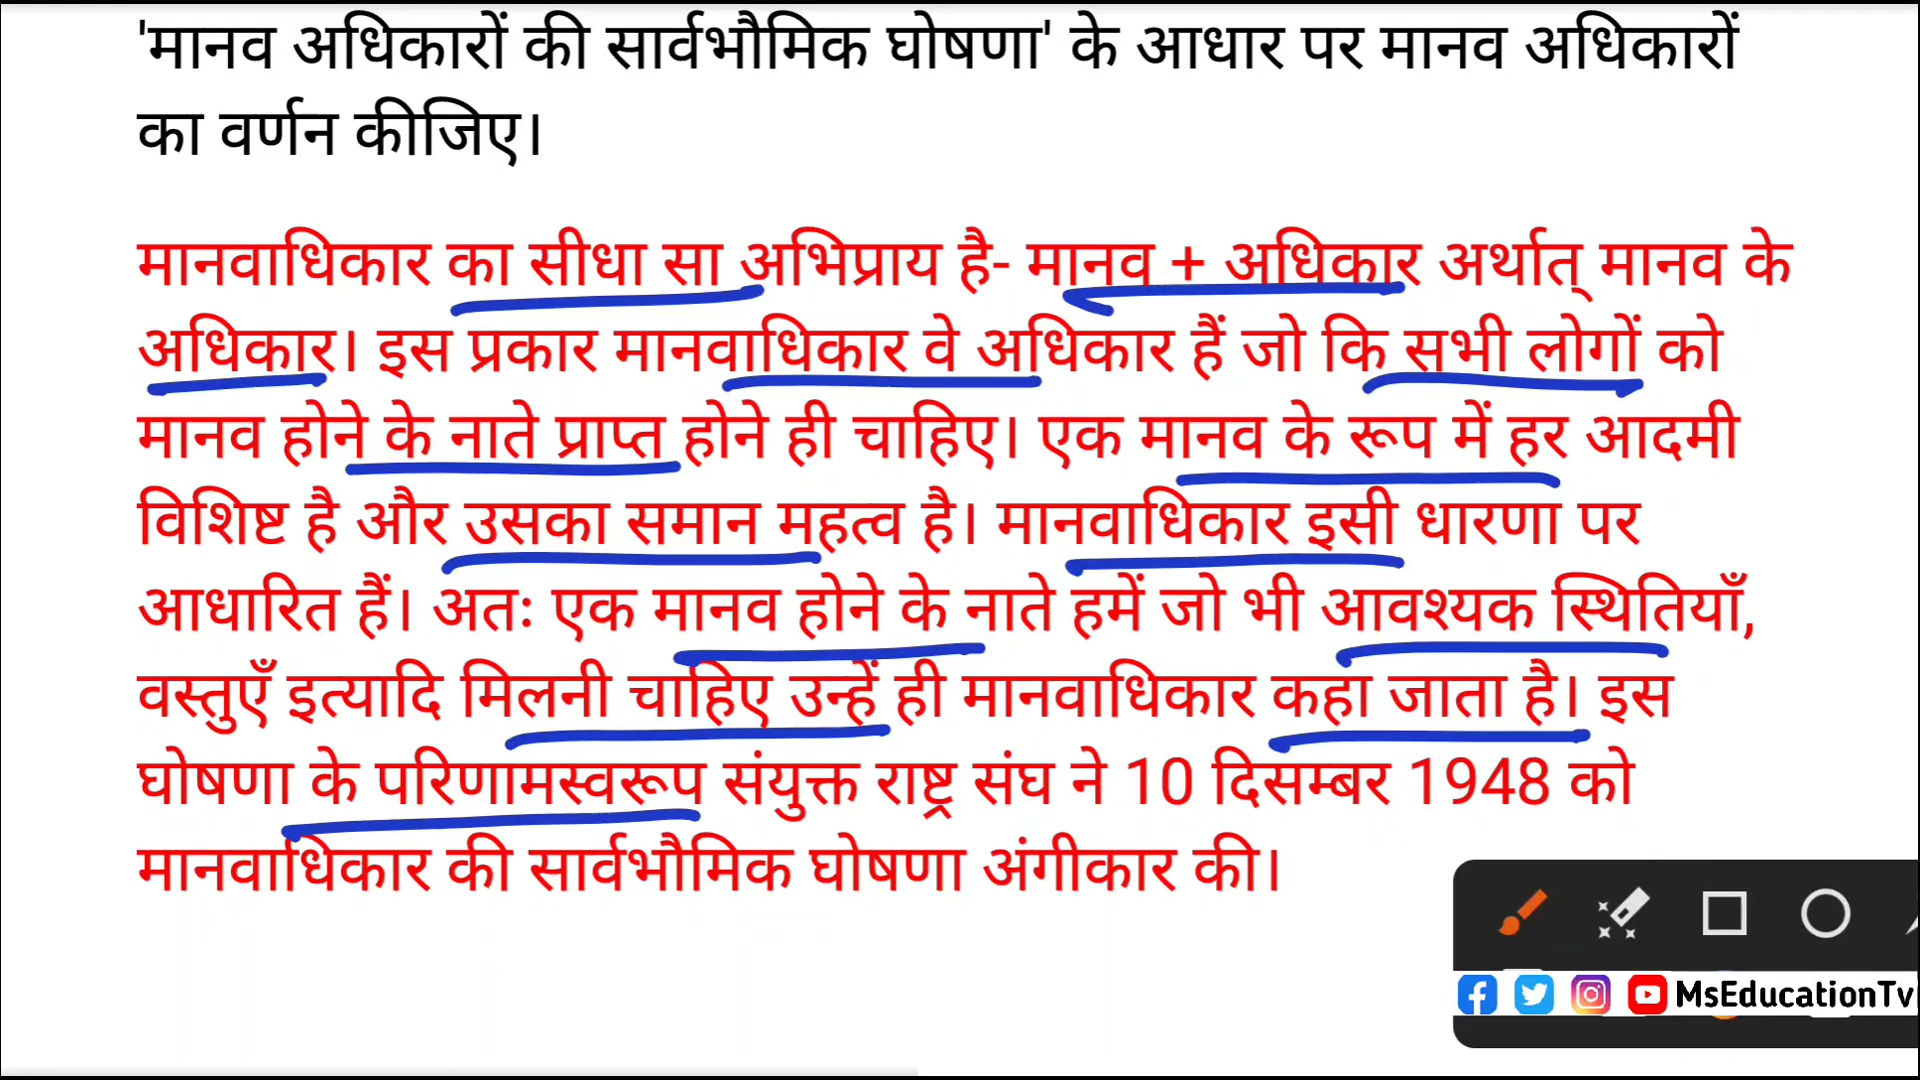 'मानव अधिकारों की सार्वभौमिक घोषणा' के आधार पर मानव अधिकारों
का वर्णन कीजिए।
मानवाधिकार का सीधा सा अभिप्राय है- मानव + अधिकार अर्थात् मानव के
अधिकार। इस प्रकार मानवाधिकार वे अधिकार हैं जो कि सभी लोगों को
मानव होने के नाते प्राप्त होने ही चाहिए। एक मानव के रूप में हर आदमी
विशिष्ट है और उसका समान महत्व है। मानवाधिकार इसी धारणा पर
आधारित हैं। अतः एक मानव होने के नाते हमें जो भी आवश्यक स्थितियाँ,
वस्तुएँ इत्यादि मिलनी चाहिए उन्हें ही मानवाधिकार कहा जाता है। इस
घोषणा के परिणामस्वरूप संयुक्त राष्ट्र संघ ने 10 दिसम्बर 1948 को
मानवाधिकार की सार्वभौमिक घोषणा अंगीकार की।
MsEducationTv